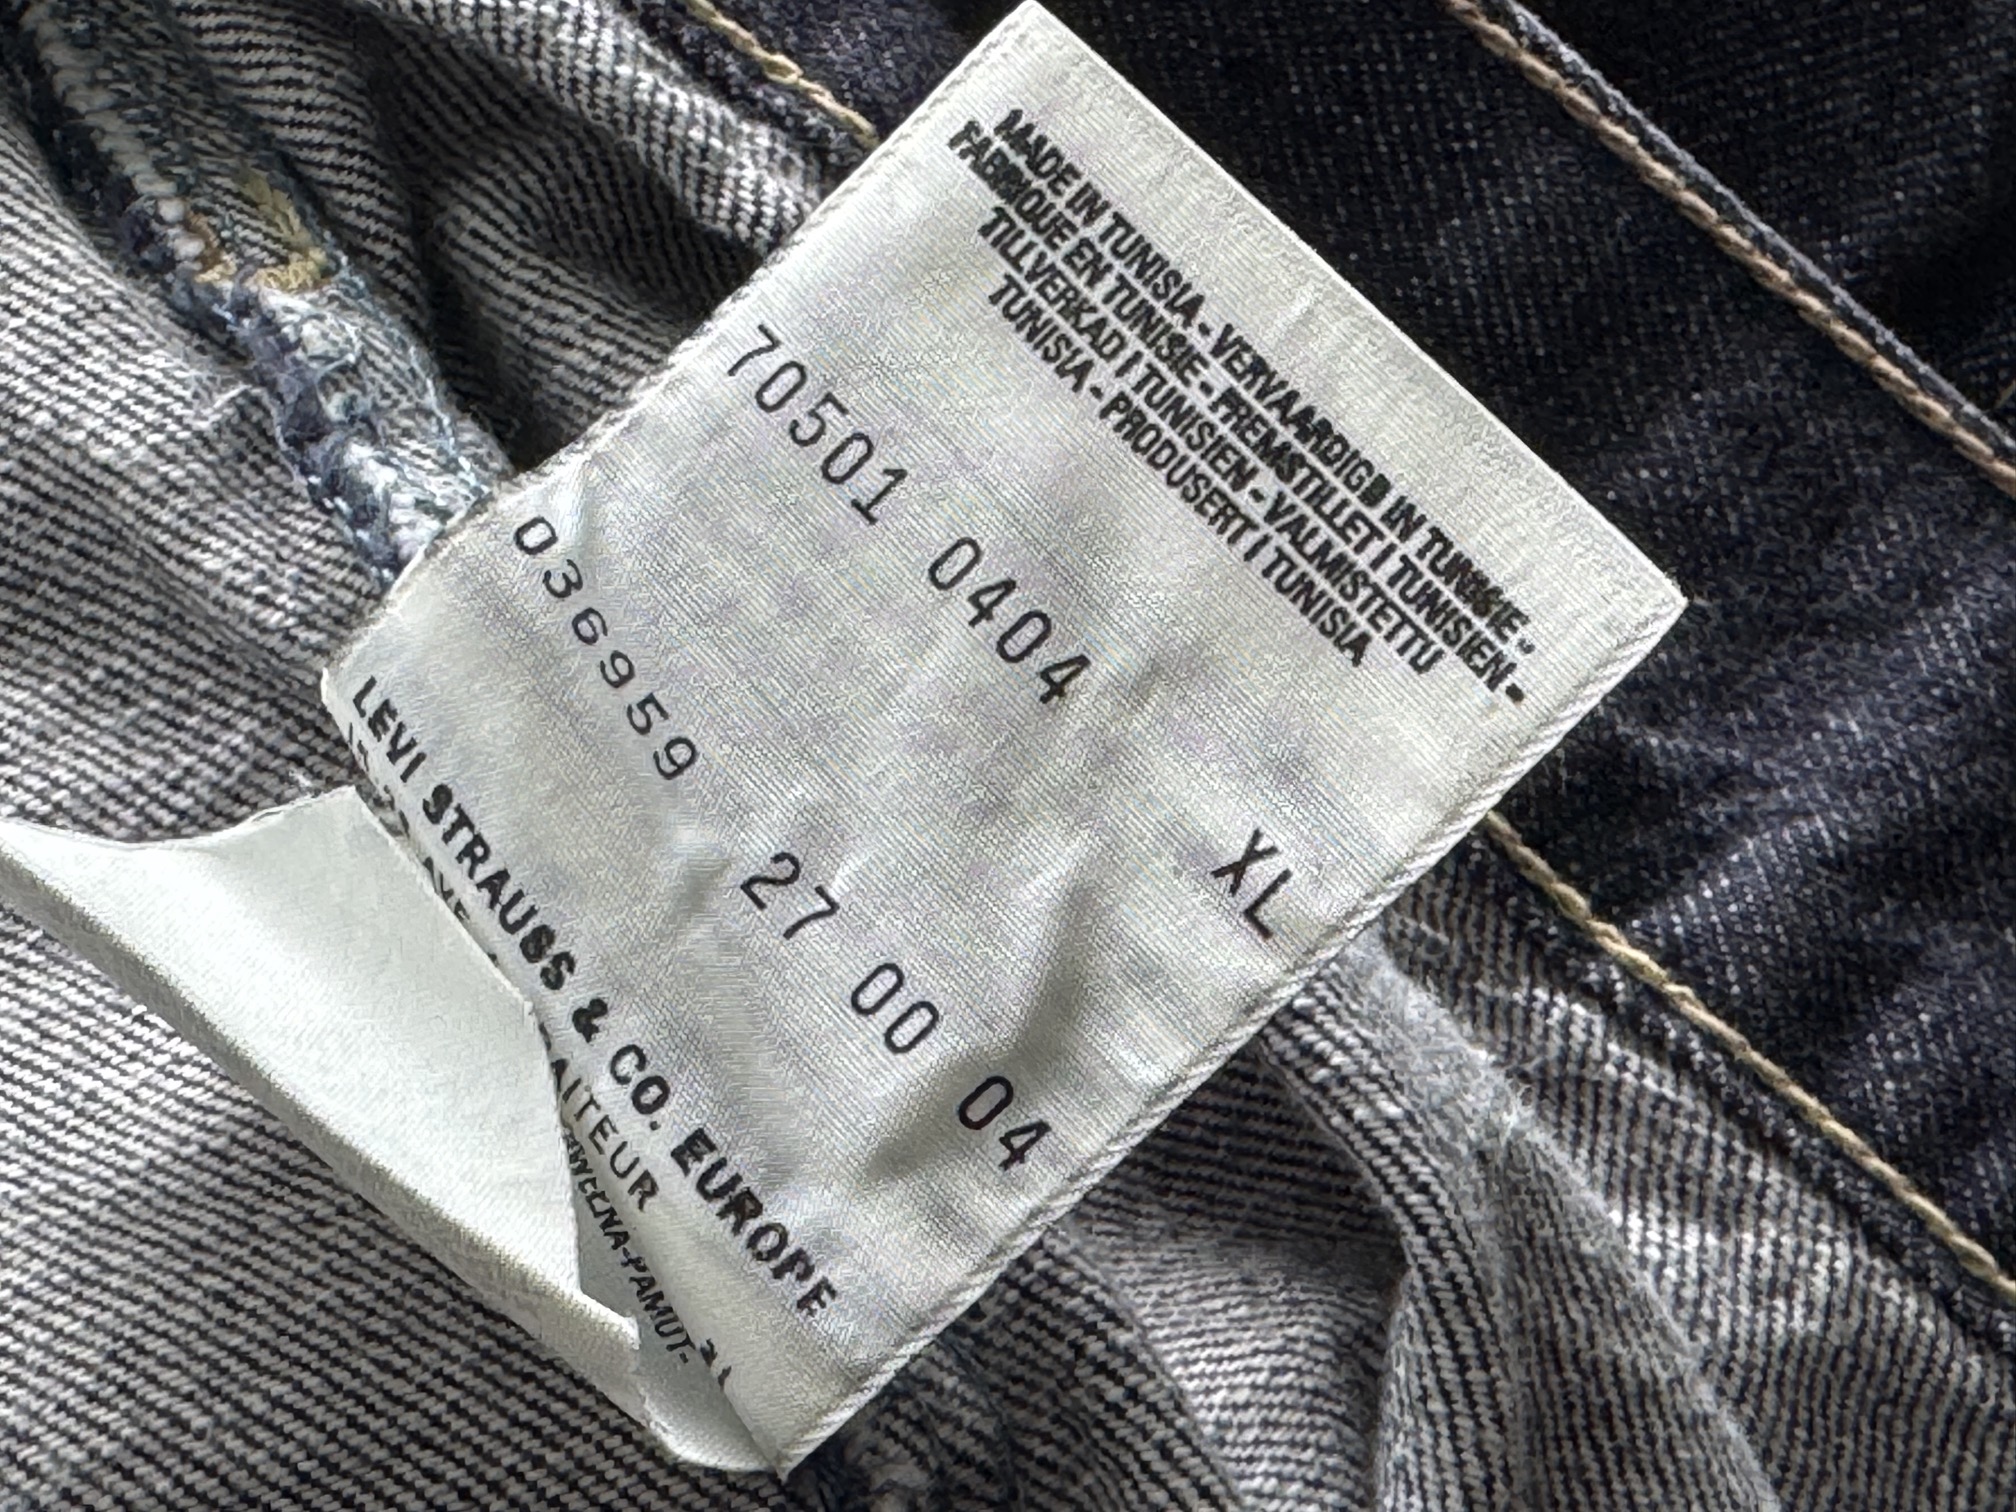 MADE IN TUNISIA - VERVAARDIGD IN TUNISIE -
FABRIQUE EN TUNISIE - FREMSTILLET I TUNISIEN -
TILLVERKAD I TUNISIEN - VALMISTETTU
TUNISIA - PRODUSERT I TUNISIA
70501 0404 XL
036959 27 00 04
LEVI STRAUSS & CO. EUROPE